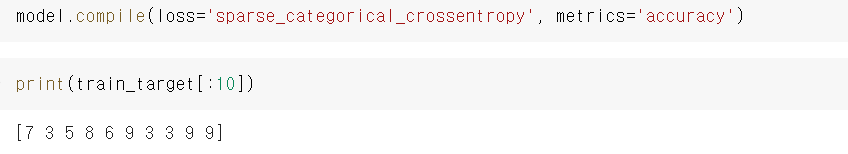 model.compile(loss='sparse_categorical_crossentropy', metrics='accuracy')
print(train_target[:10])
[7 3 5 8 6 9 3 3 9 9]